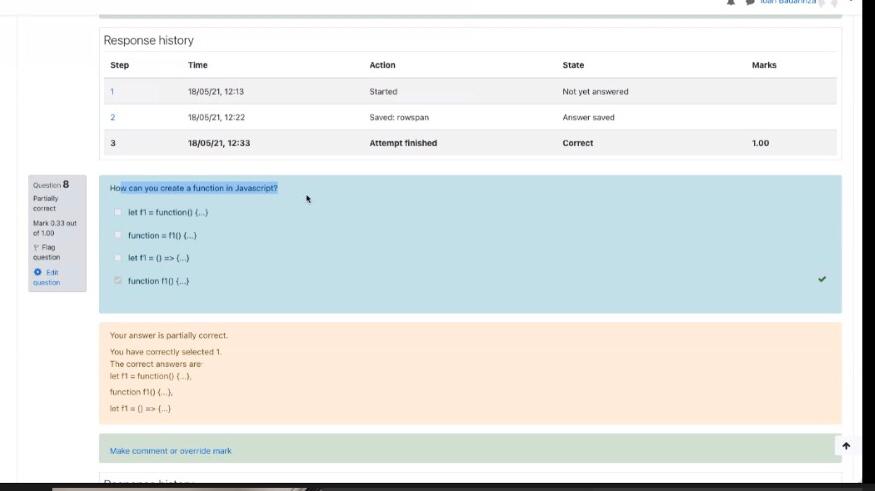 Response history
Step Time Action State Marks
1 18/05/21, 12:13 Started Not yet answered
2 18/05/21, 12:22 Saved: rowspan Answer saved
3 18/05/21, 12:33 Attempt finished Correct 1.00
Question 8
Partially
correct
Mark 0.33 out
of 1.00
Flag
question
Edit
question
How can you create a function in Javascript?
let f1 = function() {...}
function = f1() {...}
let f1 = () => {...}
function f1() {...}
Your answer is partially correct.
You have correctly selected 1.
The correct answers are:
let f1 = function() {...},
function f1() {...},
let f1 = () => {...}
Make comment or override mark